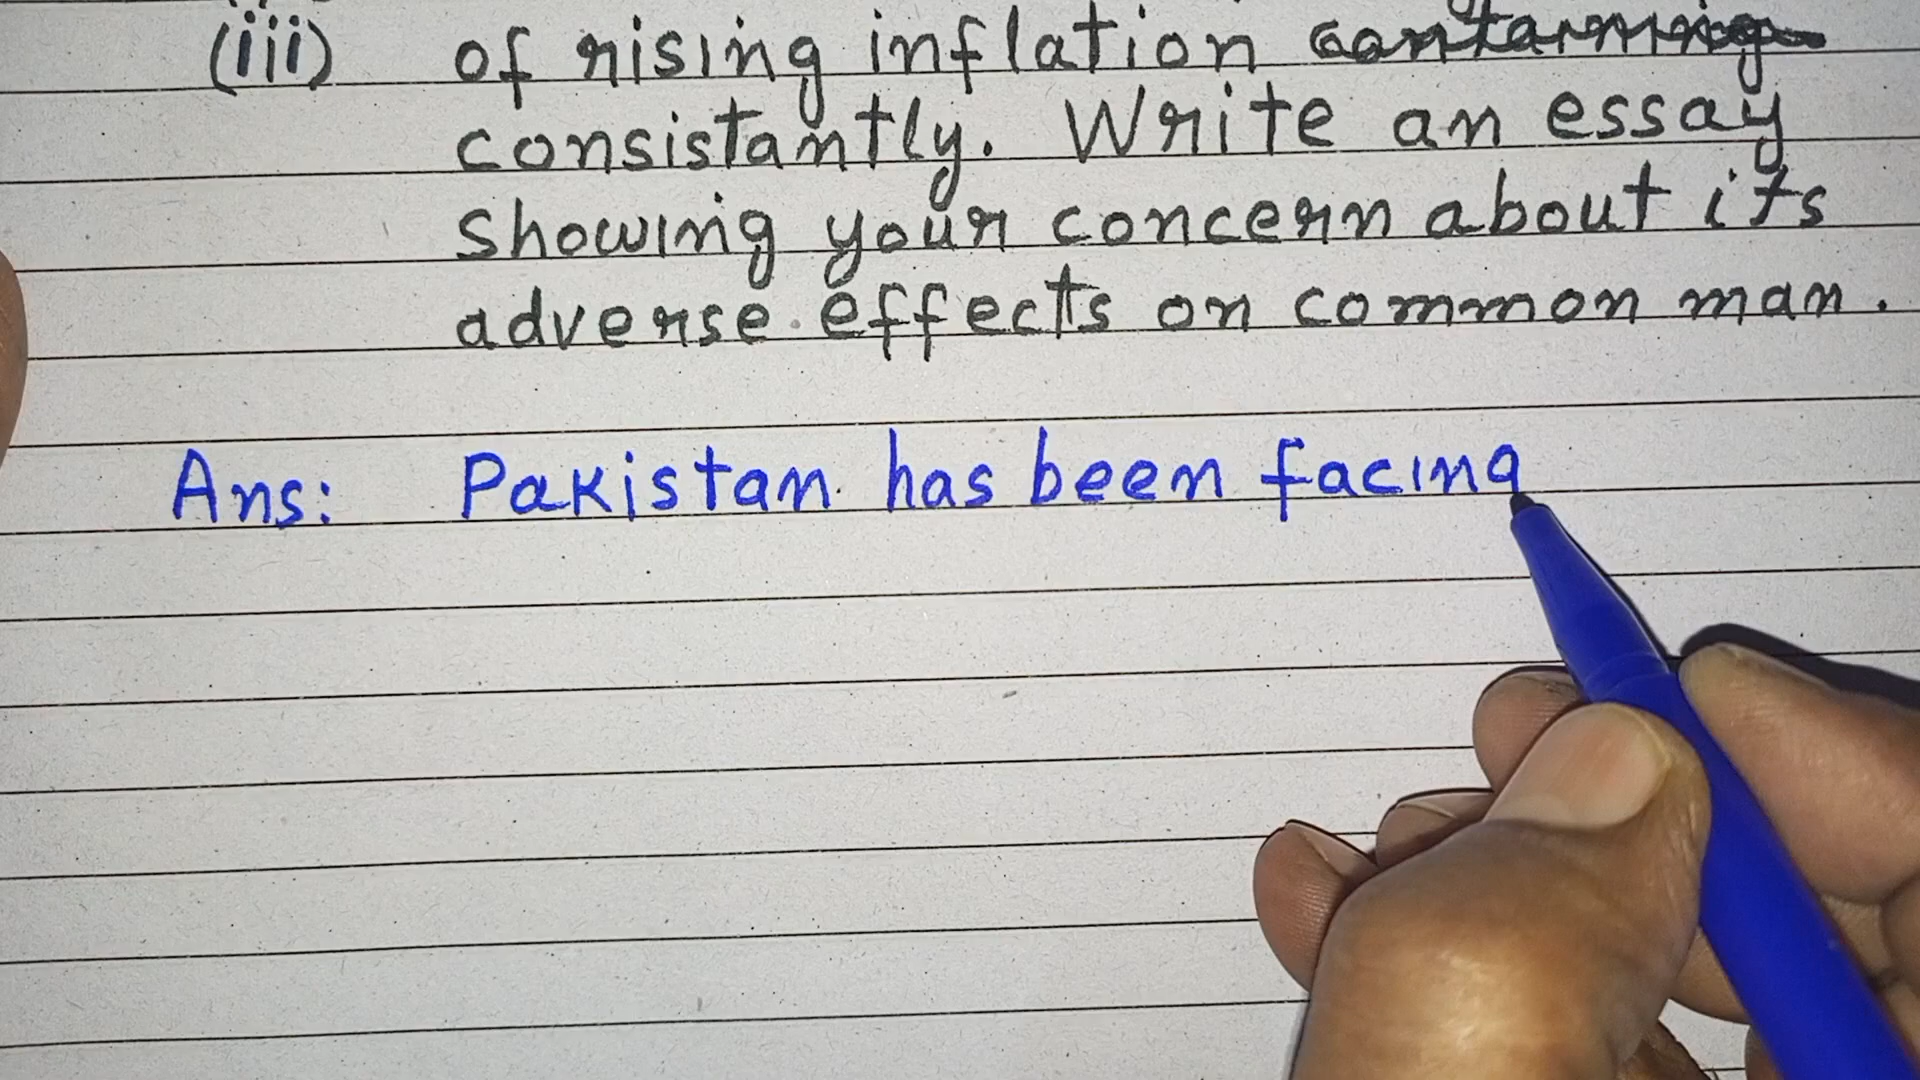 (iii) of rising inflation
consistantly. Write an essay
showing your concern about its
adverse effects on common man.
Ans: Pakistan has been facing